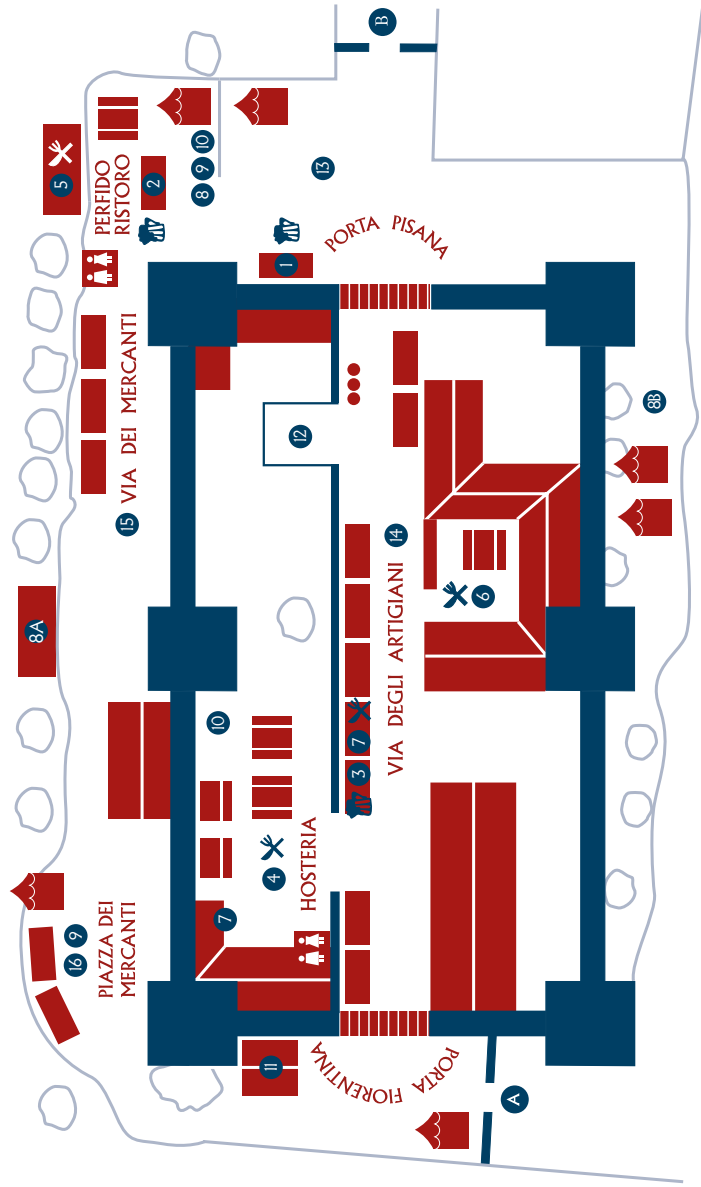 8A
5
16 9
PIAZZA DEI
MERCANTI
15
VIA DEI MERCANTI
PERFIDO
RISTORO
2
8 9 10
7
10
11
4
HOSTERIA
12
1
13
PORTA FIORENTINA
3 7
VIA DEGLI ARTIGIANI
14
PORTA PISANA
B
6
A
8B